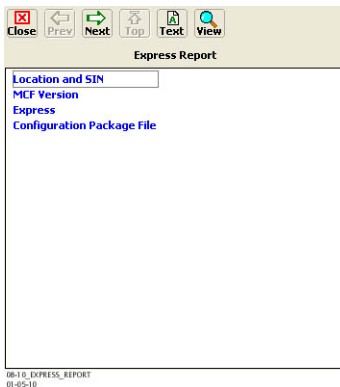 Close Prev Next Top Text View
Express Report
Location and SIN
MCF Version
Express
Configuration Package File
08-10_EXPRESS_REPORT
01-05-10